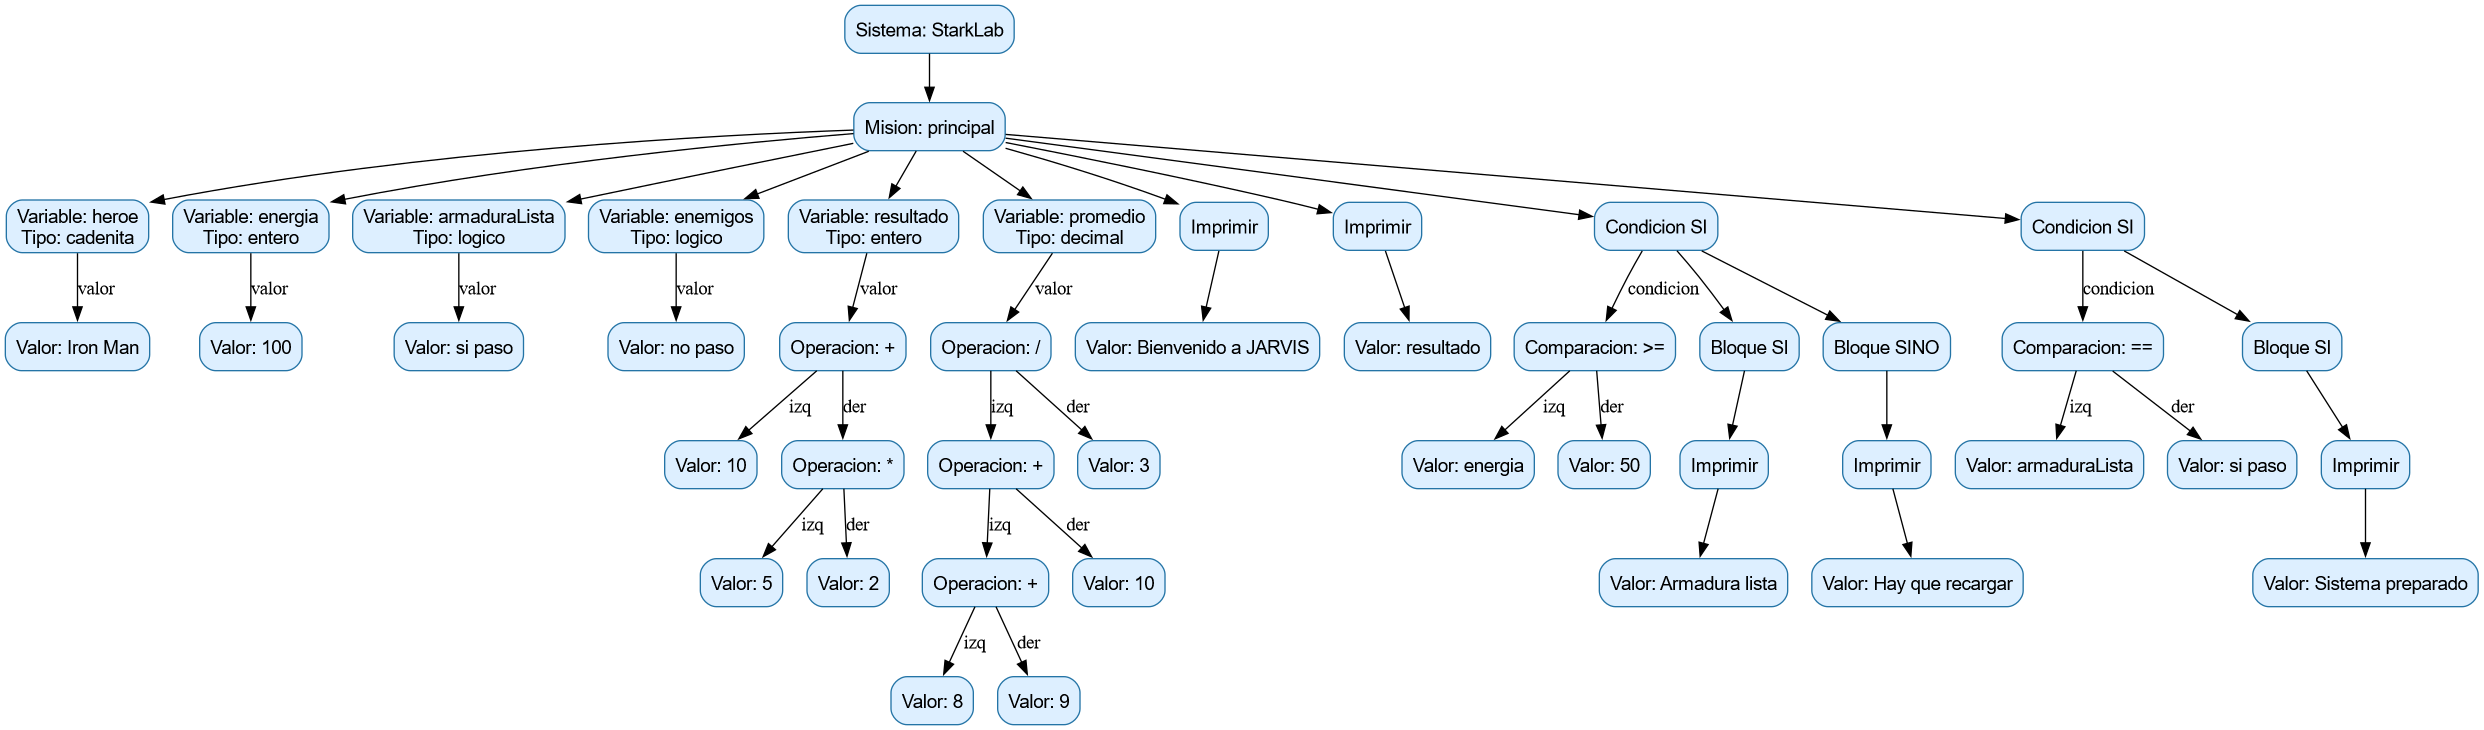 Sistema: StarkLab
Mision: principal
Variable: heroe
Tipo: cadenita
Variable: energia
Tipo: entero
Variable: armaduraLista
Tipo: logico
Variable: enemigos
Tipo: logico
Variable: resultado
Tipo: entero
Variable: promedio
Tipo: decimal
Imprimir
Imprimir
Condicion SI
Condicion SI
valor
valor
valor
valor
valor
valor
condicion
condicion
Valor: Iron Man
Valor: 100
Valor: si paso
Valor: no paso
Operacion: +
Operacion: /
Valor: Bienvenido a JARVIS
Valor: resultado
Comparacion: >=
Bloque SI
Bloque SINO
Comparacion: ==
Bloque SI
izq
der
izq
der
izq
der
izq
der
Valor: 10
Operacion: *
Operacion: +
Valor: 3
Valor: energia
Valor: 50
Imprimir
Imprimir
Valor: armaduraLista
Valor: si paso
Imprimir
izq
der
izq
der
Valor: 5
Valor: 2
Operacion: +
Valor: 10
Valor: Armadura lista
Valor: Hay que recargar
Valor: Sistema preparado
izq
der
Valor: 8
Valor: 9